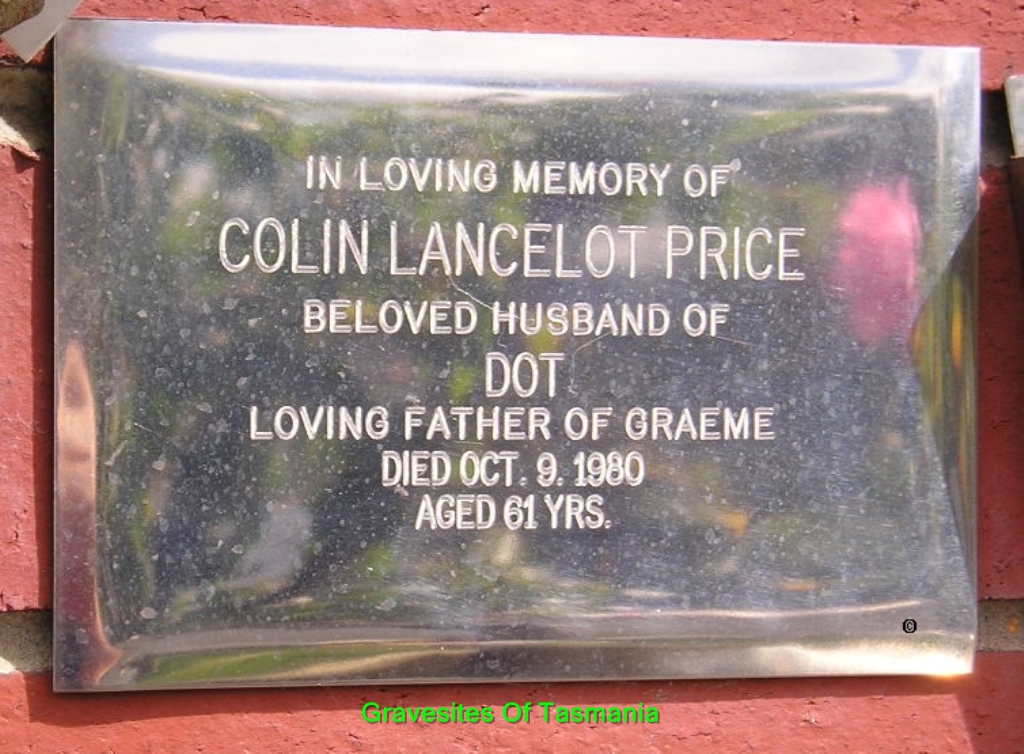 IN LOVING MEMORY OF
COLIN LANCELOT PRICE
BELOVED HUSBAND OF
DOT
LOVING FATHER OF GRAEME
DIED OCT. 9. 1980
AGED 61 YRS.
©
Gravesites Of Tasmania